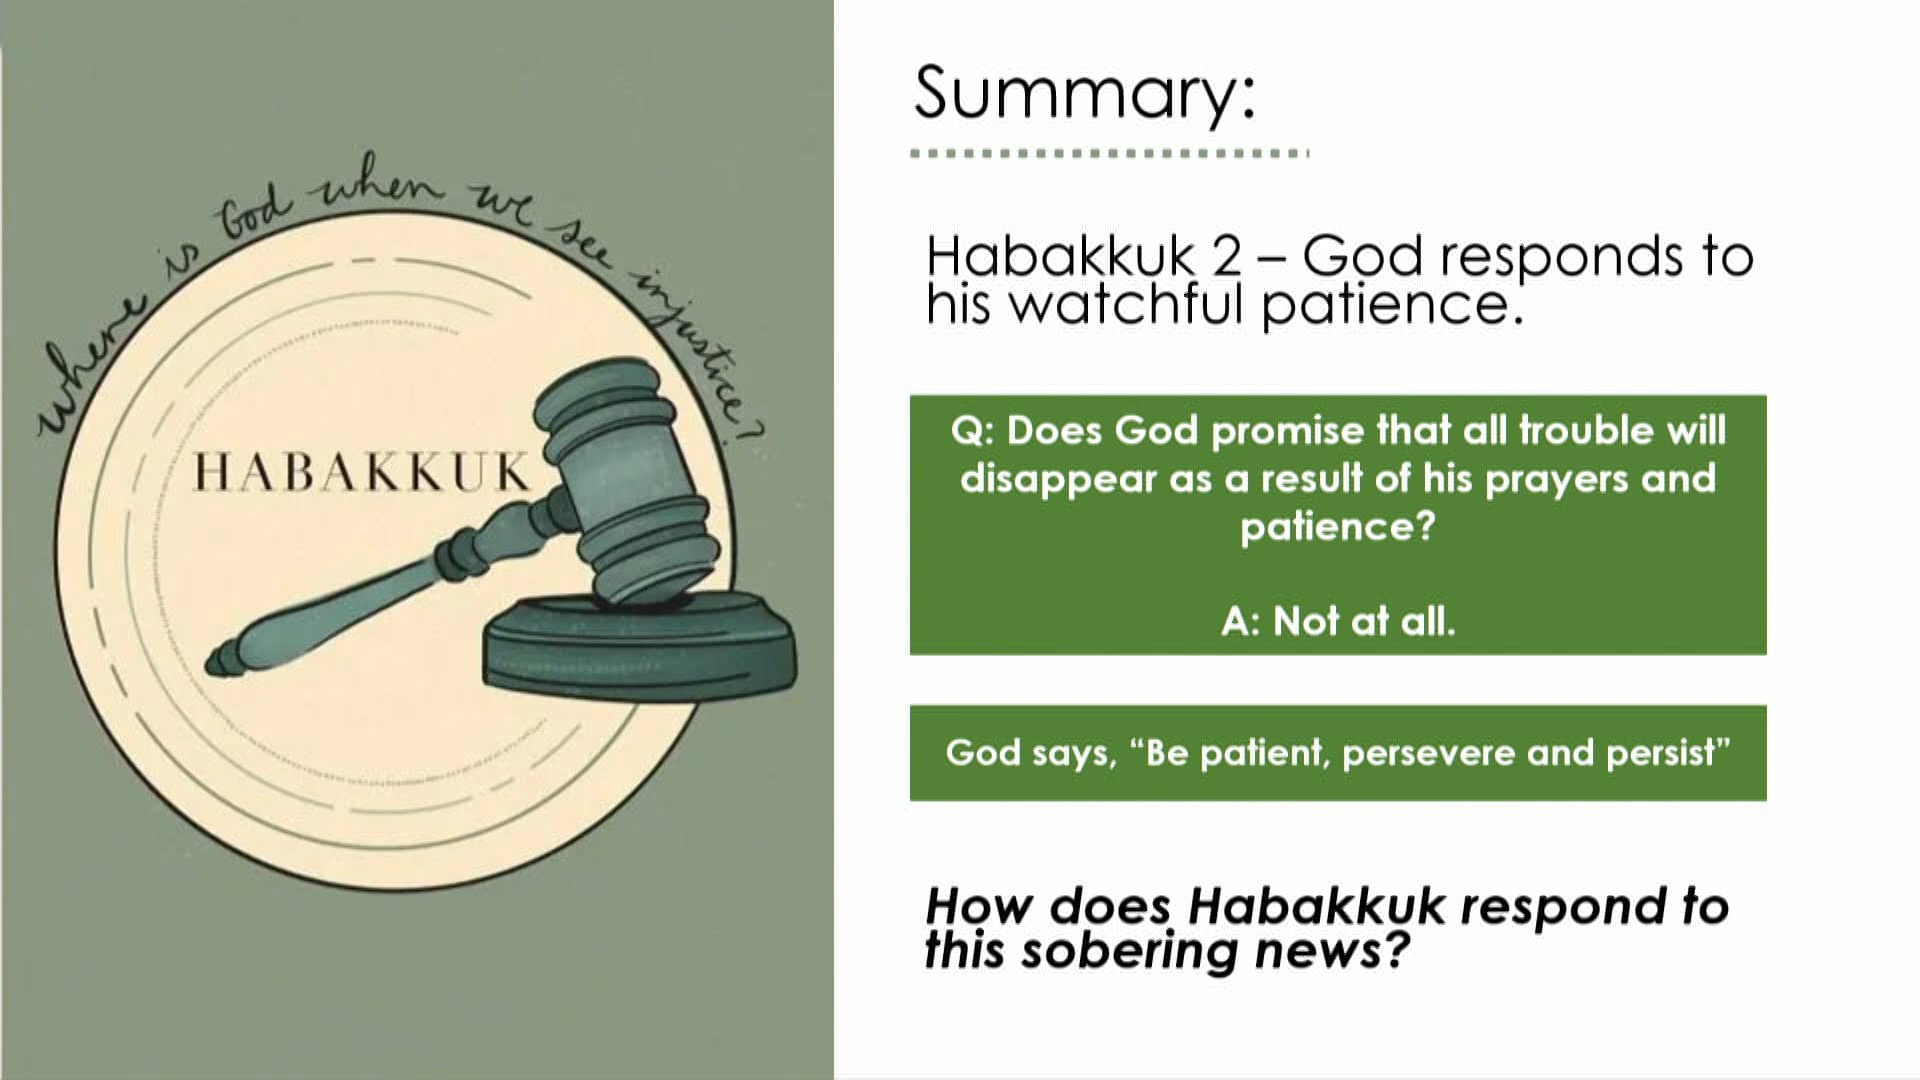 where is God when we see injustice?
HABAKKUK
Summary:
Habakkuk 2 – God responds to
his watchful patience.
Q: Does God promise that all trouble will
disappear as a result of his prayers and
patience?
A: Not at all.
God says, “Be patient, persevere and persist”
How does Habakkuk respond to
this sobering news?